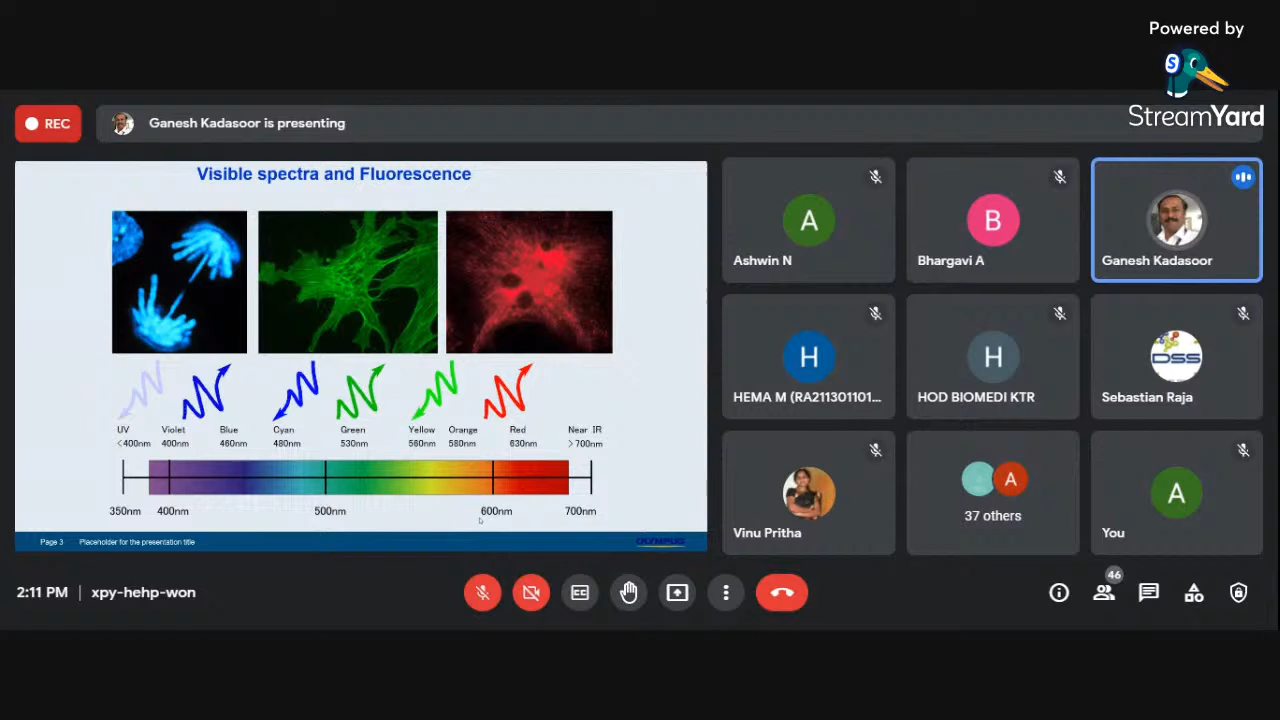 Powered by
S
StreamYard
REC
Ganesh Kadasoor is presenting
Visible spectra and Fluorescence
UV Violet Blue Cyan Green Yellow Orange Red Near IR
<400nm 400nm 460nm 480nm 530nm 560nm 580nm 630nm >700nm
350nm 400nm 500nm 600nm 700nm
Page 3 Placeholder for the presentation title OLYMPUS
A
Ashwin N
B
Bhargavi A
Ganesh Kadasoor
H
HEMA M (RA211301101...
H
HOD BIOMEDI KTR
DSS
Sebastian Raja
Vinu Pritha
A
37 others
A
You
2:11 PM | xpy-hehp-won
CC
46